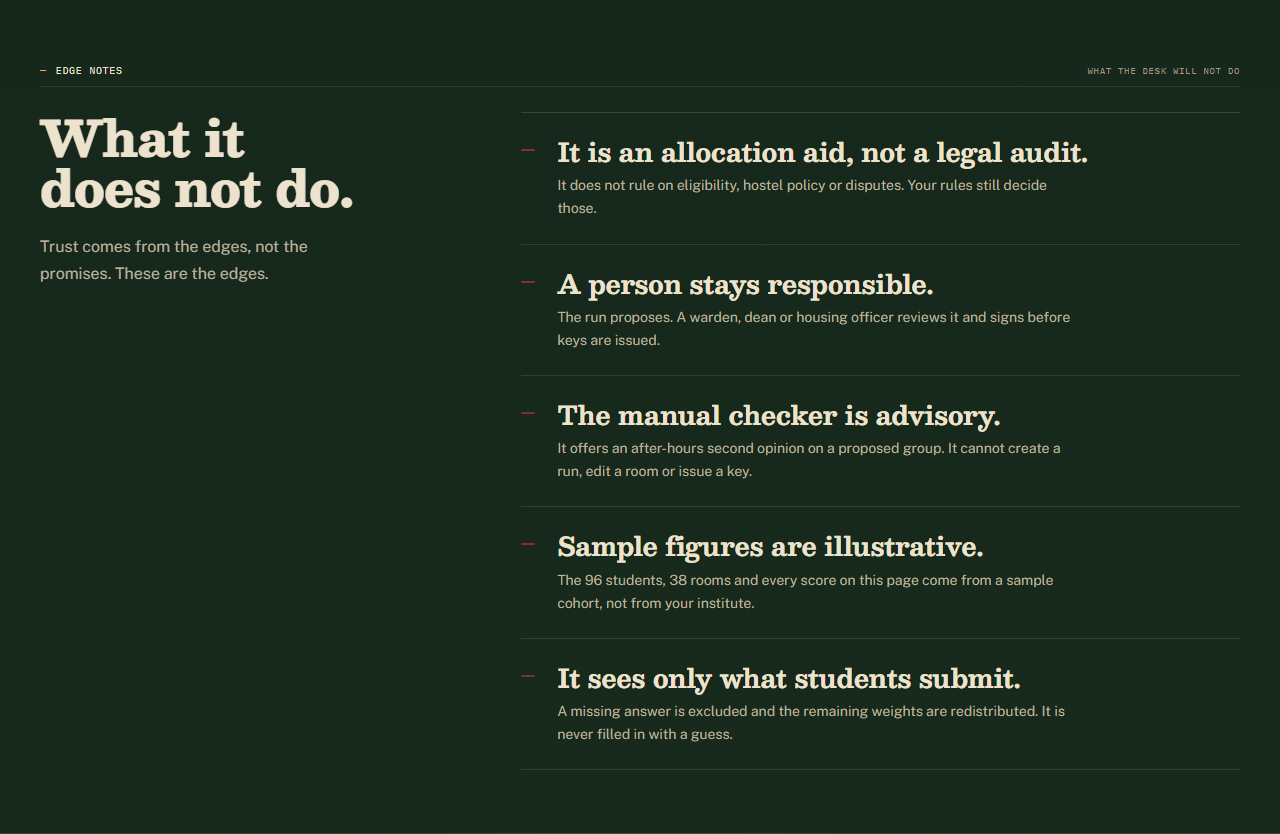 — EDGE NOTES
WHAT THE DESK WILL NOT DO
What it
does not do.
Trust comes from the edges, not the
promises. These are the edges.
— It is an allocation aid, not a legal audit.
It does not rule on eligibility, hostel policy or disputes. Your rules still decide
those.
— A person stays responsible.
The run proposes. A warden, dean or housing officer reviews it and signs before
keys are issued.
— The manual checker is advisory.
It offers an after-hours second opinion on a proposed group. It cannot create a
run, edit a room or issue a key.
— Sample figures are illustrative.
The 96 students, 38 rooms and every score on this page come from a sample
cohort, not from your institute.
— It sees only what students submit.
A missing answer is excluded and the remaining weights are redistributed. It is
never filled in with a guess.